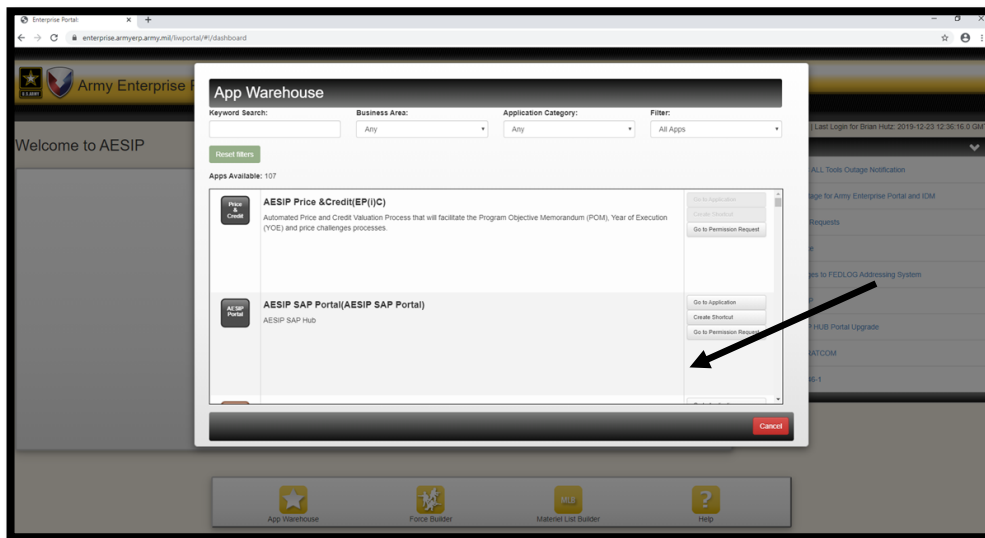 Enterprise Portal:
enterprise.armyerp.army.mil/liwportal/#!/dashboard
U.S. ARMY
Army Enterprise
Last Login for Brian Hutz: 2019-12-23 12:36:16.0 GMT
Welcome to AESIP
App Warehouse
Keyword Search: Business Area: Application Category: Filter:
Any Any All Apps
Reset filters
Apps Available: 107
Price & Credit
AESIP Price &Credit(EP(i)C)
Automated Price and Credit Valuation Process that will facilitate the Program Objective Memorandum (POM), Year of Execution
(YOE) and price challenges processes.
Go to Application
Create Shortcut
Go to Permission Request
AESIP Portal
AESIP SAP Portal(AESIP SAP Portal)
AESIP SAP Hub
Go to Application
Create Shortcut
Go to Permission Request
Cancel
ALL Tools Outage Notification
for Army Enterprise Portal and IDM
Requests
to FEDLOG Addressing System
HUB Portal Upgrade
App Warehouse
Force Builder
MLB
Materiel List Builder
?
Help